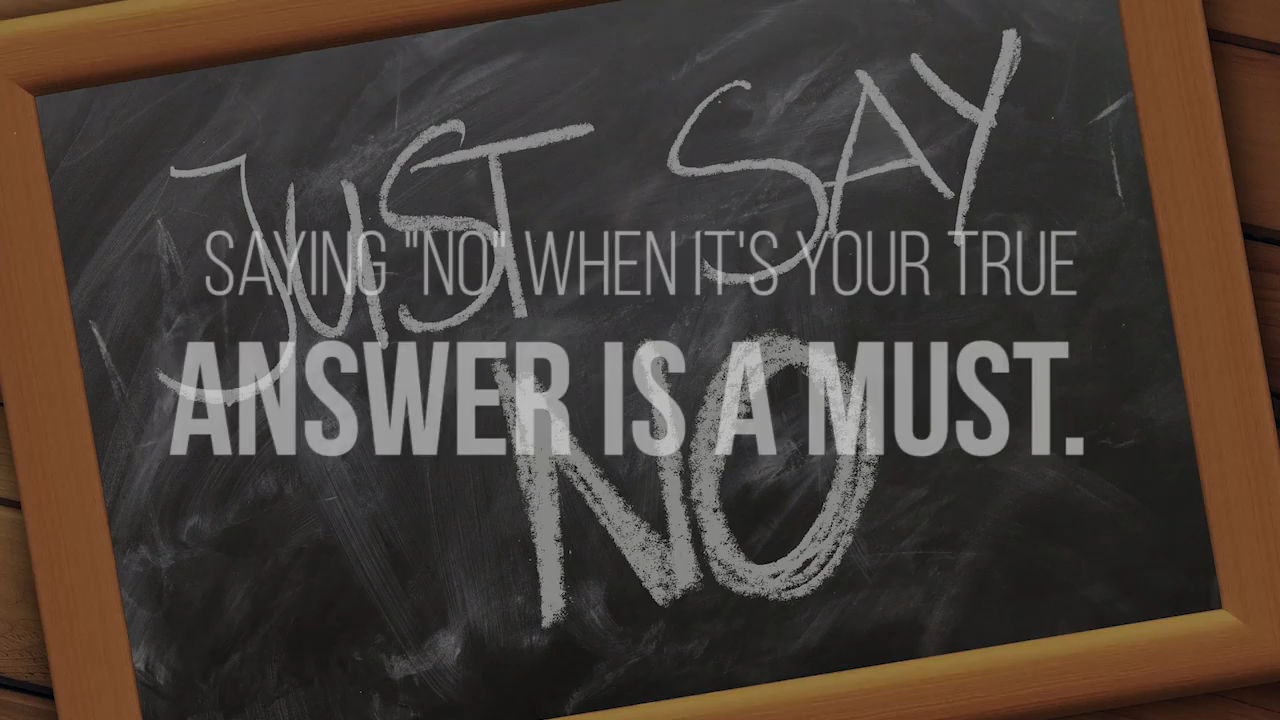 JUST SAY
NO
SAYING "NO" WHEN IT'S YOUR TRUE
ANSWER IS A MUST.